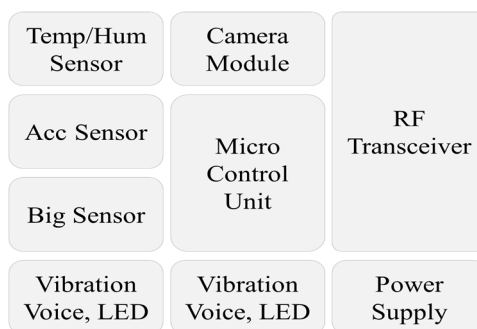 Temp/Hum
Sensor
Camera
Module
RF
Transceiver
Acc Sensor
Micro
Control
Unit
Big Sensor
Vibration
Voice, LED
Vibration
Voice, LED
Power
Supply